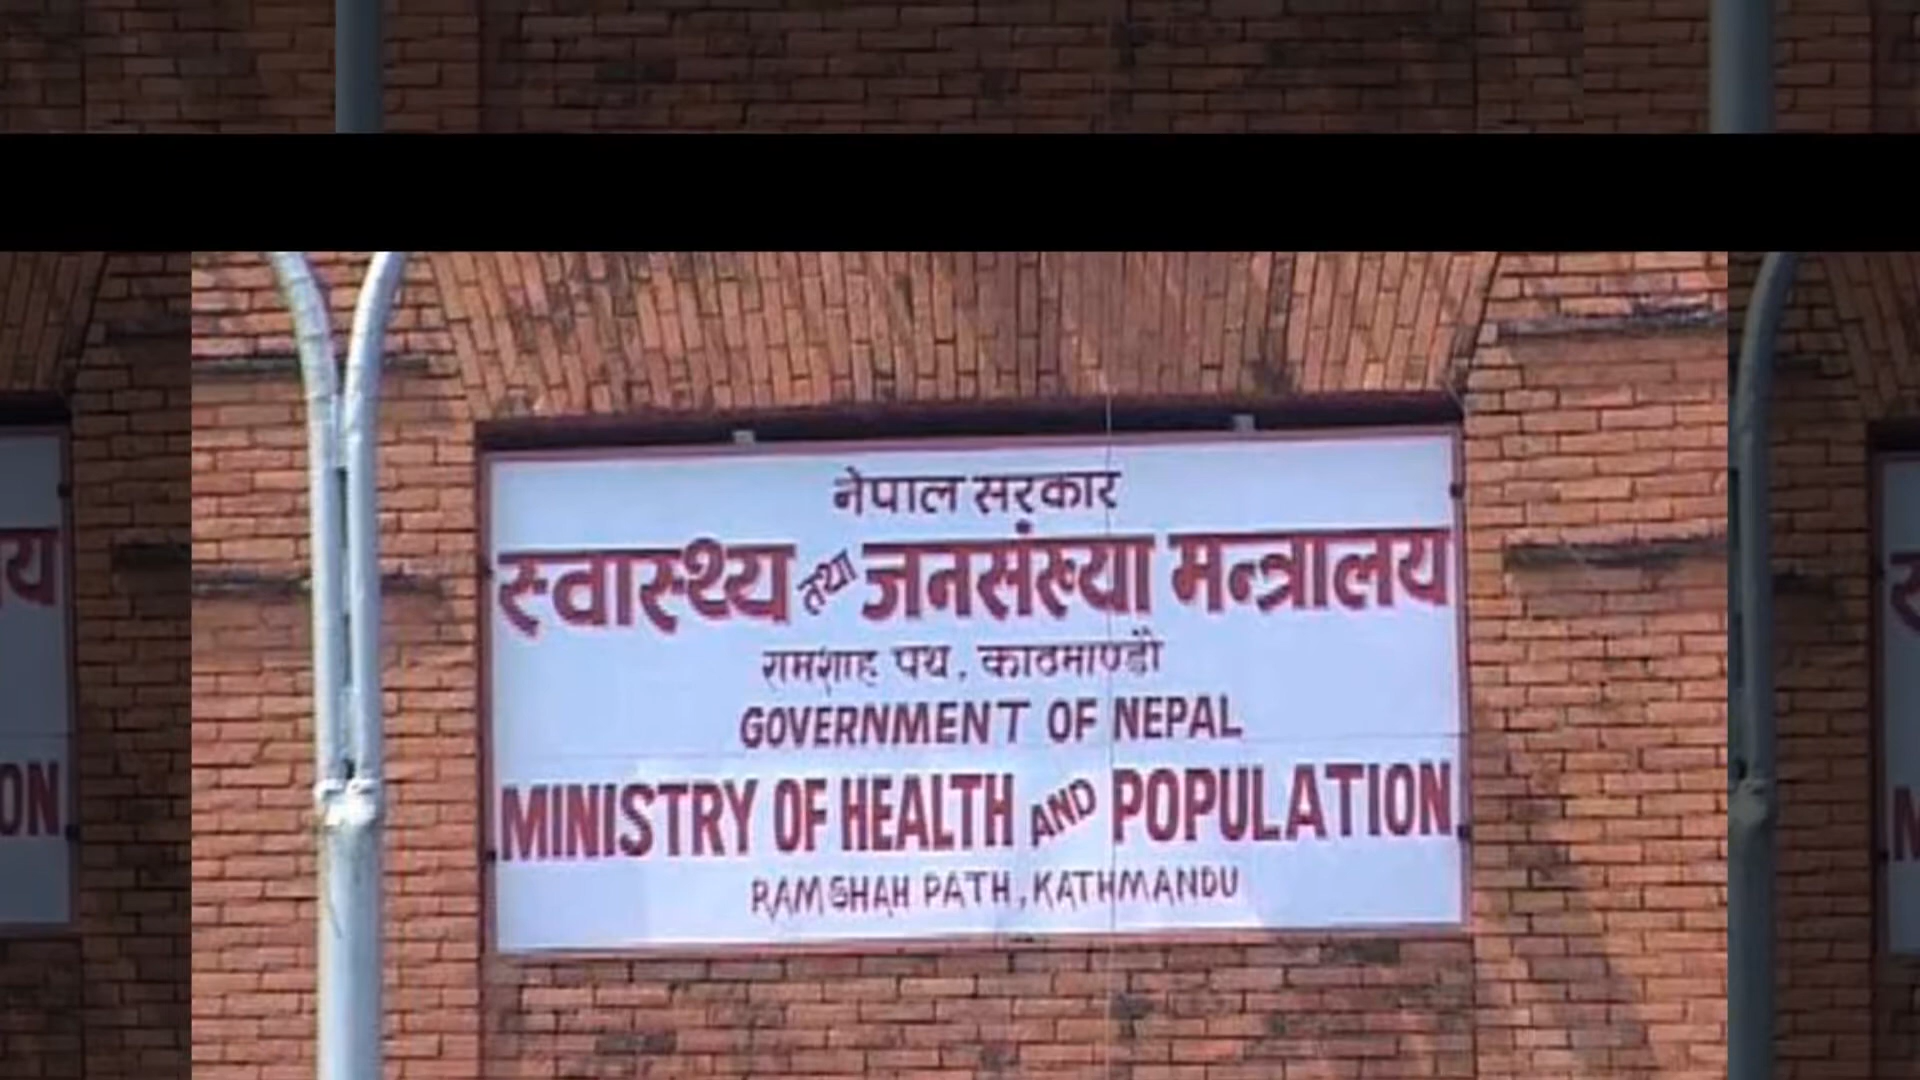 नेपाल सरकार
स्वास्थ्य तथा जनसंख्या मन्त्रालय
रामशाह पथ, काठमाण्डौ
GOVERNMENT OF NEPAL
MINISTRY OF HEALTH AND POPULATION
RAMSHAH PATH, KATHMANDU